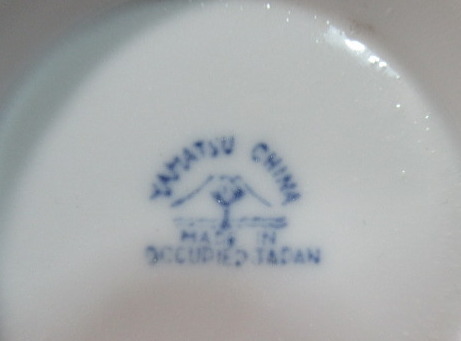 YAMATSU CHINA
MADE IN
OCCUPIED JAPAN